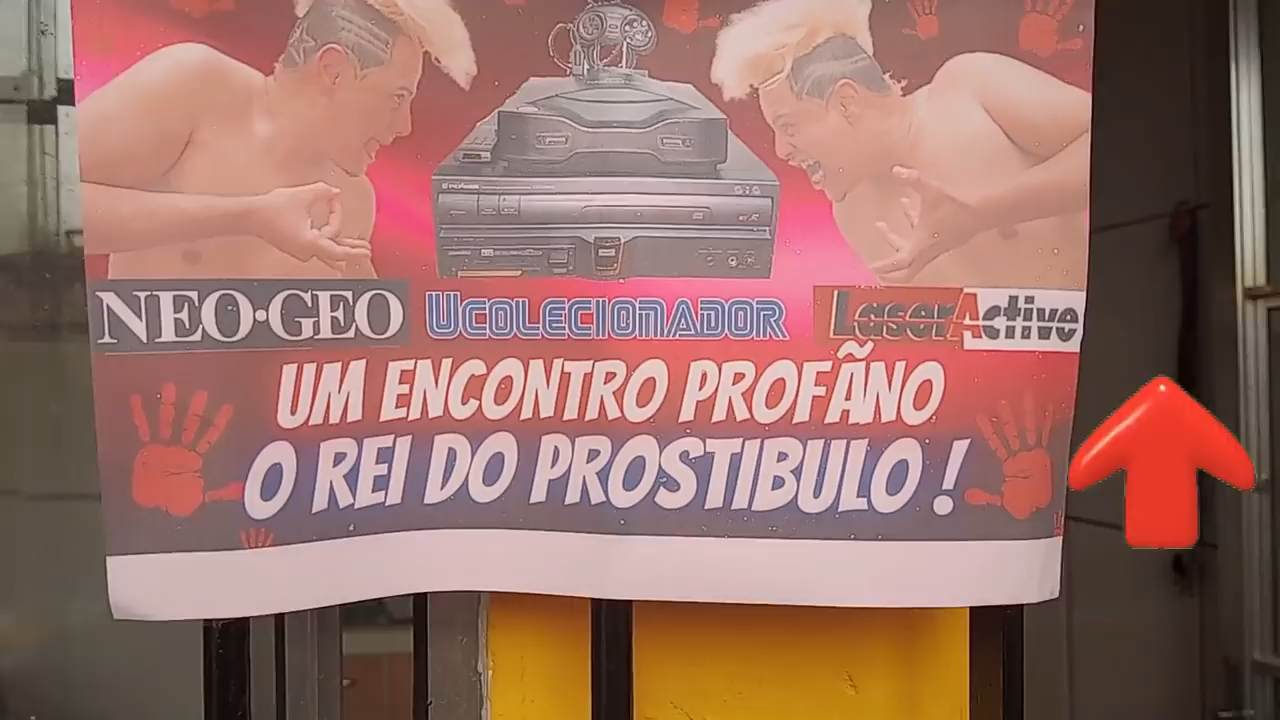 NEO·GEO UCOLECIONADOR LaserActive
UM ENCONTRO PROFÃNO
O REI DO PROSTIBULO !